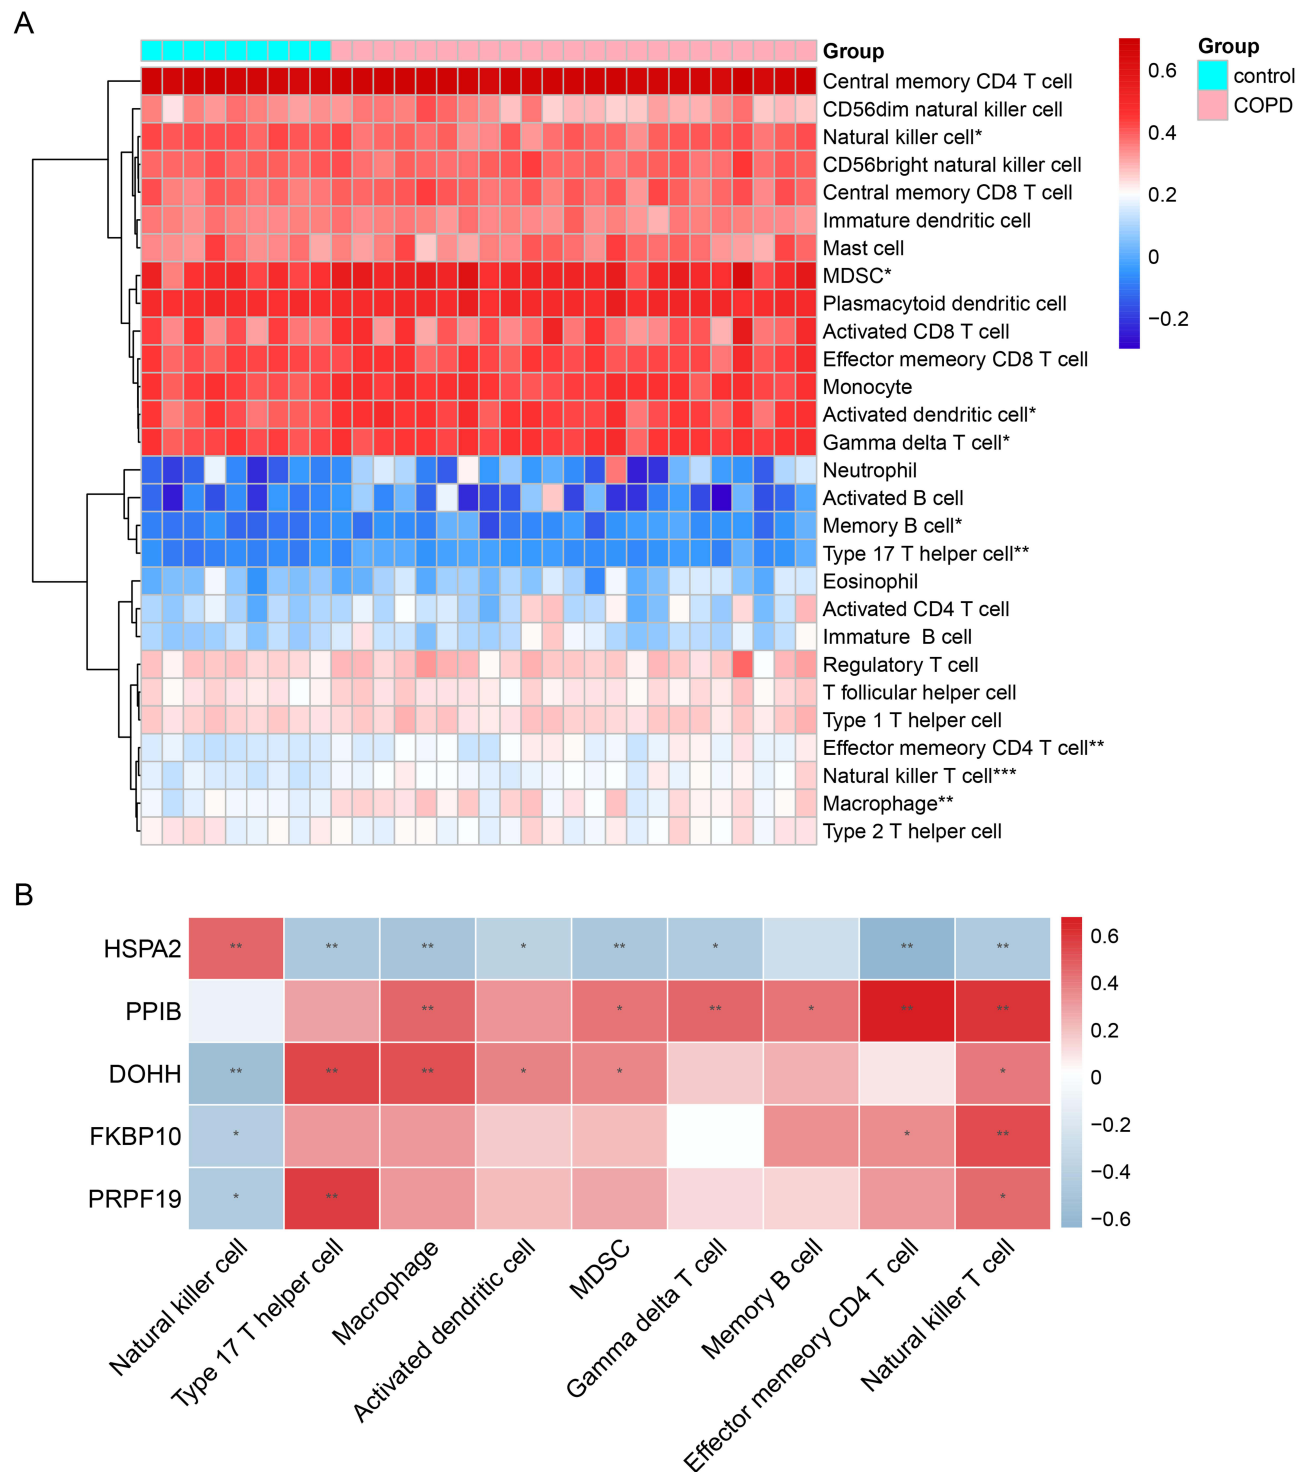 A
Group
Central memory CD4 T cell
CD56dim natural killer cell
Natural killer cell*
CD56bright natural killer cell
Central memory CD8 T cell
Immature dendritic cell
Mast cell
MDSC*
Plasmacytoid dendritic cell
Activated CD8 T cell
Effector memeory CD8 T cell
Monocyte
Activated dendritic cell*
Gamma delta T cell*
Neutrophil
Activated B cell
Memory B cell*
Type 17 T helper cell**
Eosinophil
Activated CD4 T cell
Immature  B cell
Regulatory T cell
T follicular helper cell
Type 1 T helper cell
Effector memeory CD4 T cell**
Natural killer T cell***
Macrophage**
Type 2 T helper cell
0.6
0.4
0.2
0
−0.2
Group
control
COPD
B
HSPA2 ** ** ** * ** * ** **
PPIB ** * ** * ** **
DOHH ** ** ** * * *
FKBP10 * * **
PRPF19 * ** *
Natural killer cell
Type 17 T helper cell
Macrophage
Activated dendritic cell
MDSC
Gamma delta T cell
Memory B cell
Effector memeory CD4 T cell
Natural killer T cell
0.6
0.4
0.2
0
−0.2
−0.4
−0.6